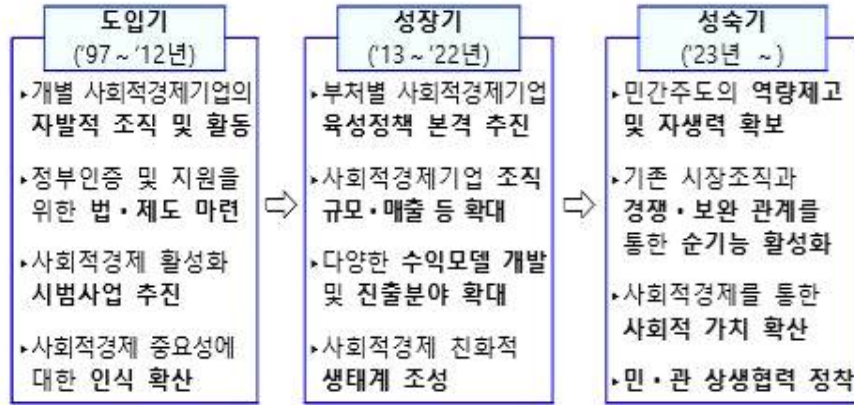 도입기
('97 ~ '12년)
▸개별 사회적경제기업의
자발적 조직 및 활동
▸정부인증 및 지원을
위한 법·제도 마련
▸사회적경제 활성화
시범사업 추진
▸사회적경제 중요성에
대한 인식 확산
성장기
('13 ~ '22년)
▸부처별 사회적경제기업
육성정책 본격 추진
▸사회적경제기업 조직
규모·매출 등 확대
▸다양한 수익모델 개발
및 진출분야 확대
▸사회적경제 친화적
생태계 조성
성숙기
('23년 ~)
▸민간주도의 역량제고
및 자생력 확보
▸기존 시장조직과
경쟁·보완 관계를
통한 순기능 활성화
▸사회적경제를 통한
사회적 가치 확산
▸민·관 상생협력 정착